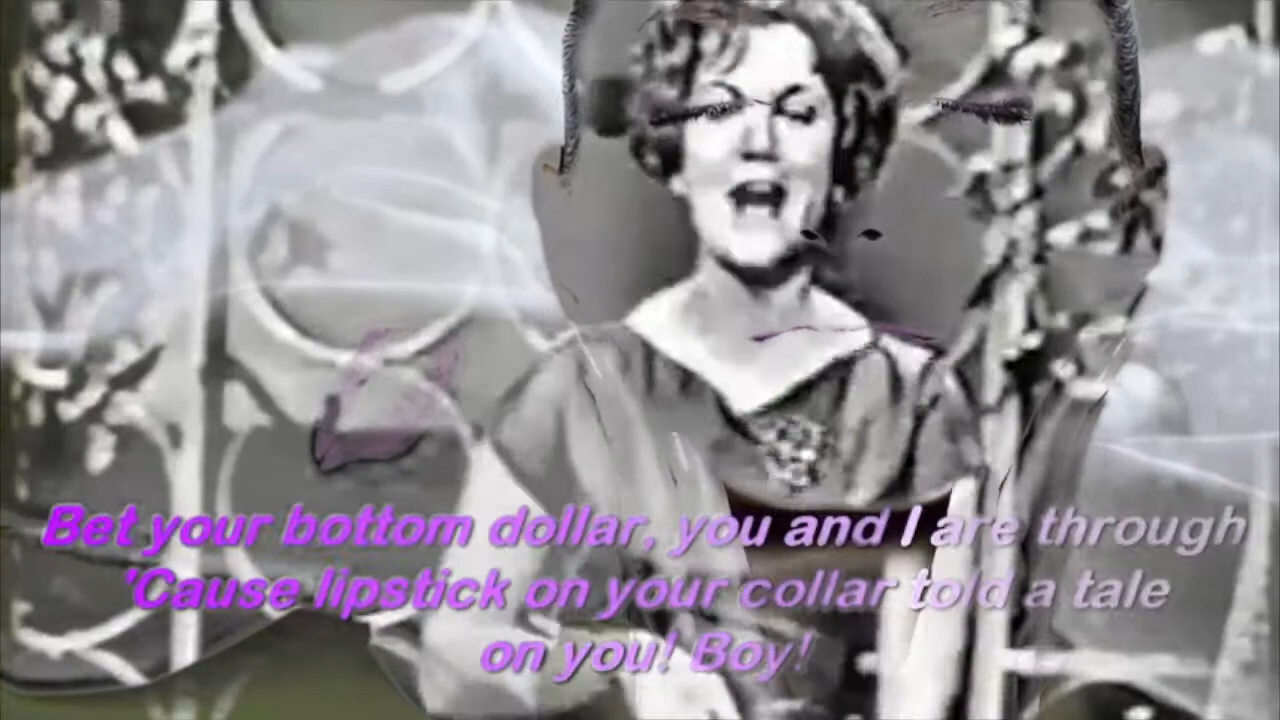 Bet your bottom dollar, you and I are through
'Cause lipstick on your collar told a tale
on you! Boy!